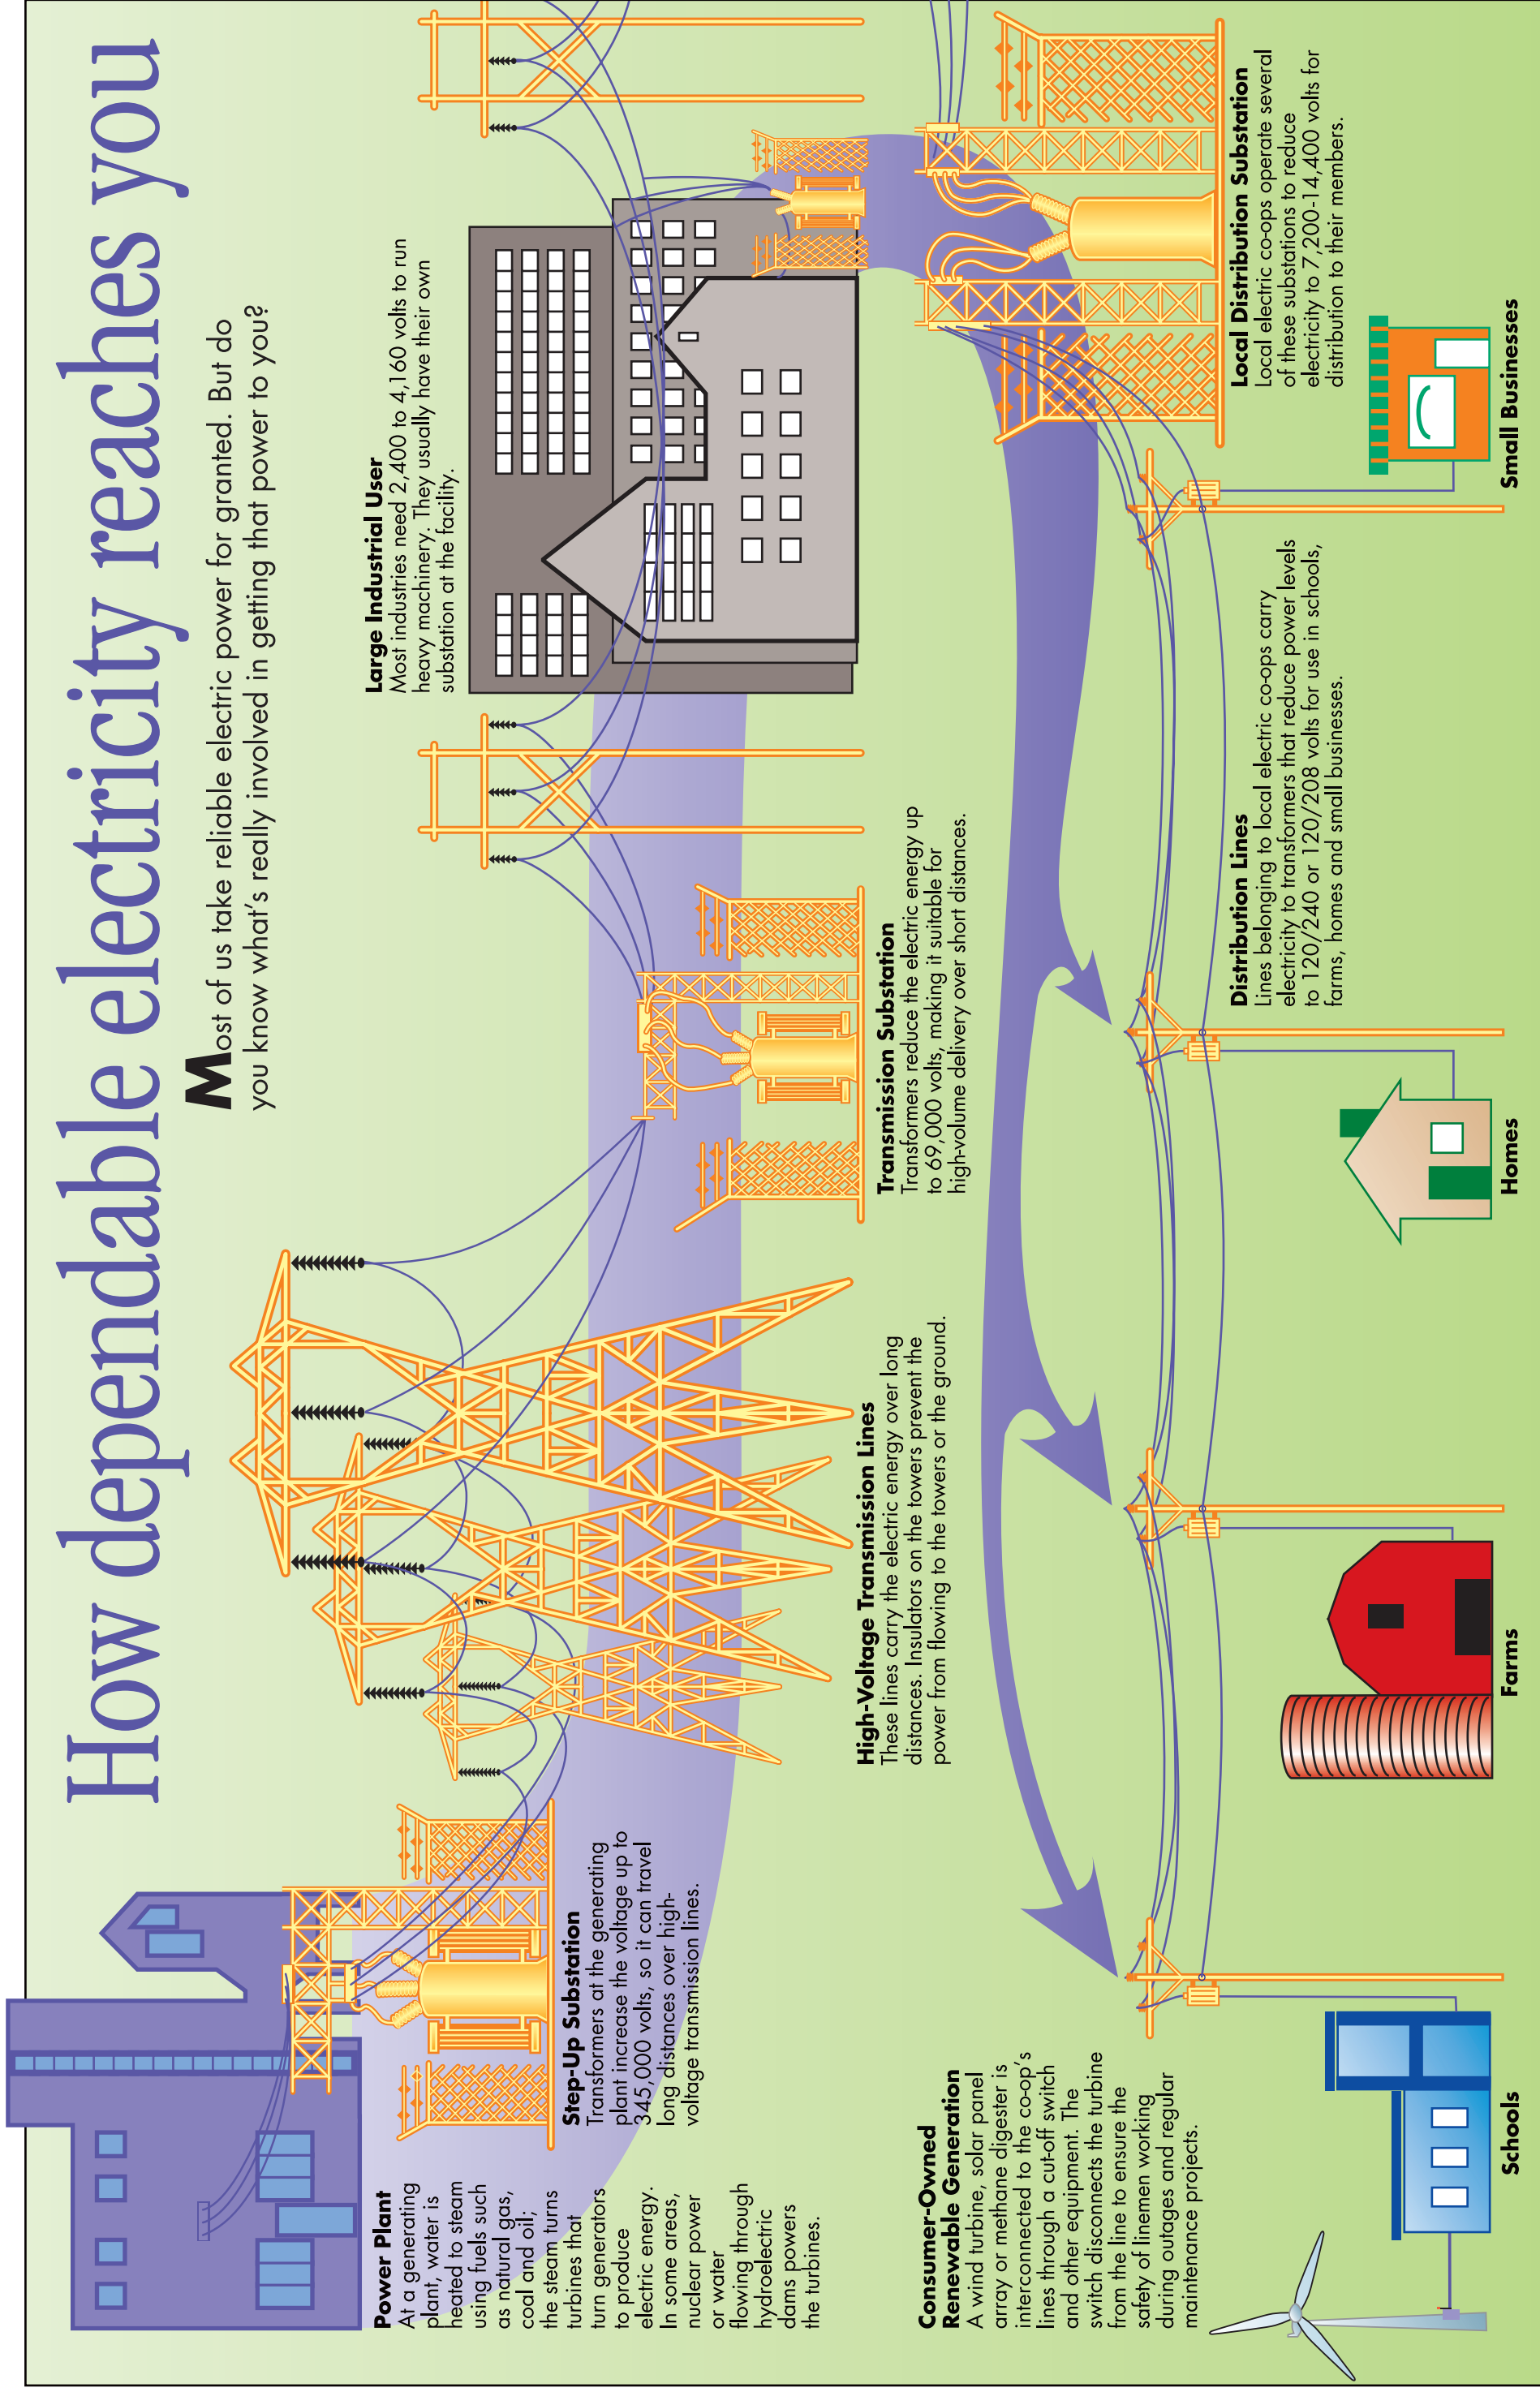 How dependable electricity reaches you
Most of us take reliable electric power for granted. But do
you know what's really involved in getting that power to you?
Power Plant
At a generating
plant, water is
heated to steam
using fuels such
as natural gas,
coal and oil;
the steam turns
turbines that
turn generators
to produce
electric energy.
In some areas,
nuclear power
or water
flowing through
hydroelectric
dams powers
the turbines.
Step-Up Substation
Transformers at the generating
plant increase the voltage up to
345,000 volts, so it can travel
long distances over high-
voltage transmission lines.
High-Voltage Transmission Lines
These lines carry the electric energy over long
distances. Insulators on the towers prevent the
power from flowing to the towers or the ground.
Transmission Substation
Transformers reduce the electric energy up
to 69,000 volts, making it suitable for
high-volume delivery over short distances.
Large Industrial User
Most industries need 2,400 to 4,160 volts to run
heavy machinery. They usually have their own
substation at the facility.
Consumer-Owned
Renewable Generation
A wind turbine, solar panel
array or methane digester is
interconnected to the co-op's
lines through a cut-off switch
and other equipment. The
switch disconnects the turbine
from the line to ensure the
safety of linemen working
during outages and regular
maintenance projects.
Distribution Lines
Lines belonging to local electric co-ops carry
electricity to transformers that reduce power levels
to 120/240 or 120/208 volts for use in schools,
farms, homes and small businesses.
Local Distribution Substation
Local electric co-ops operate several
of these substations to reduce
electricity to 7,200-14,400 volts for
distribution to their members.
Schools
Farms
Homes
Small Businesses